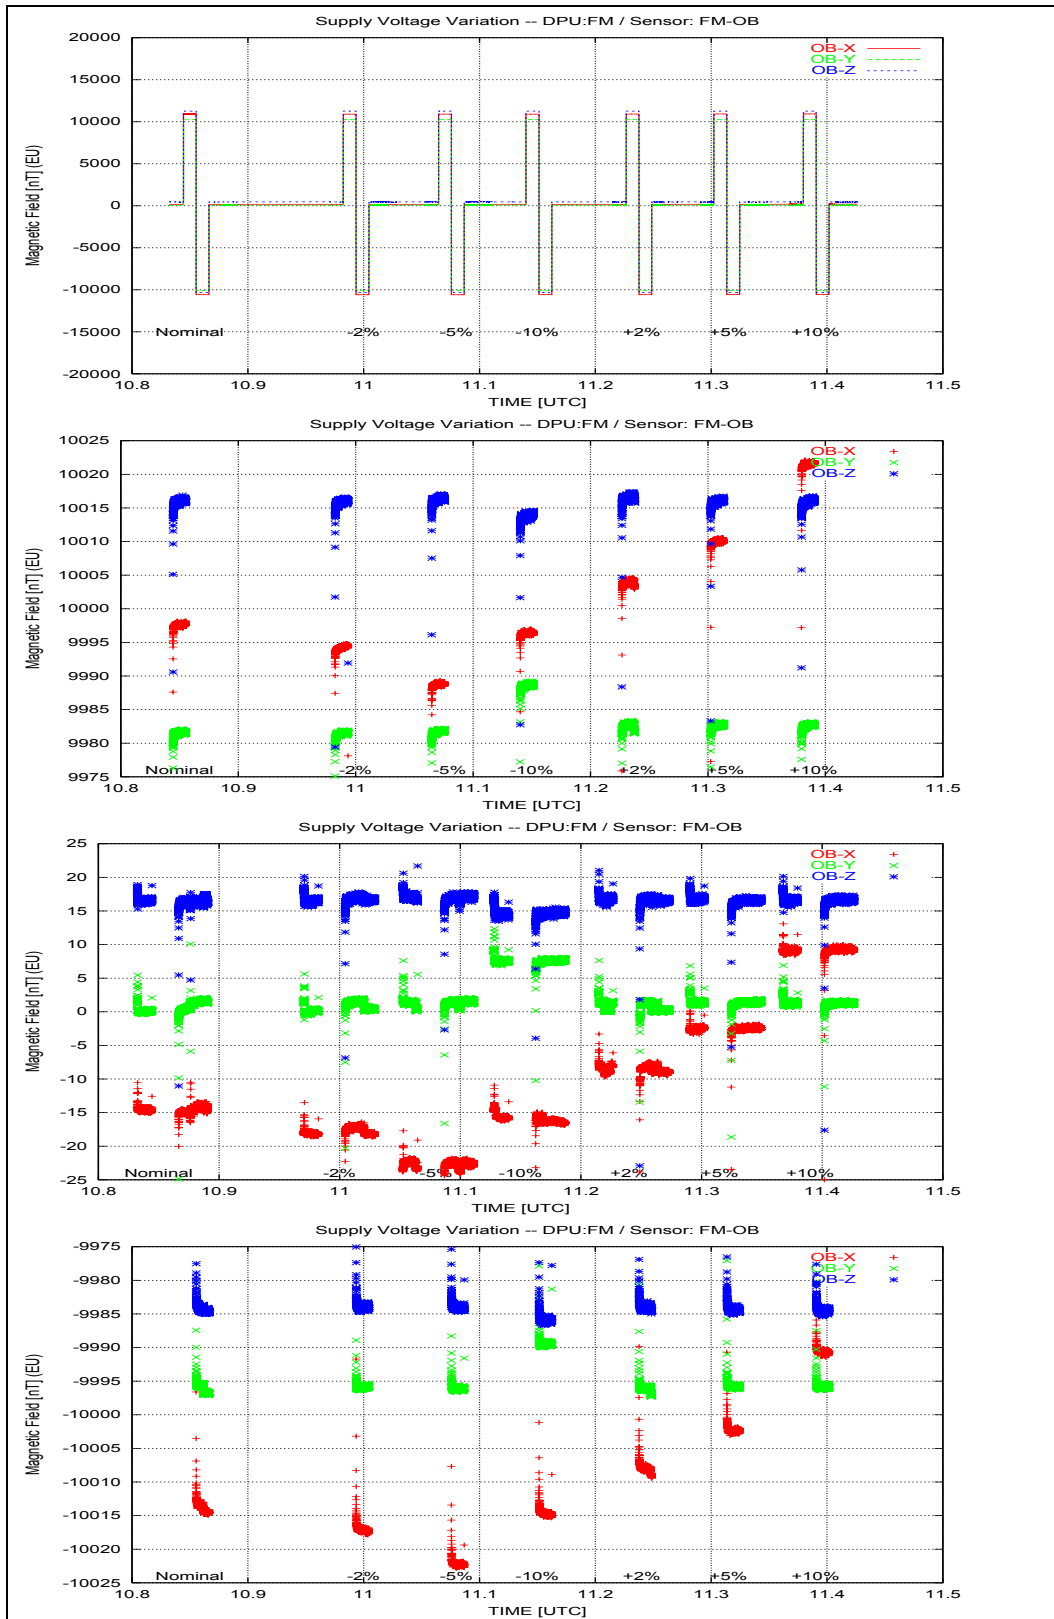 Supply Voltage Variation -- DPU:FM / Sensor: FM-OB
20000
15000
10000
5000
0
-5000
-10000
-15000
-20000
Magnetic Field [nT] (EU)
OB-X
OB-Y
OB-Z
Nominal -2% -5% -10% +2% +5% +10%
10.8 10.9 11 11.1 11.2 11.3 11.4 11.5
TIME [UTC]
Supply Voltage Variation -- DPU:FM / Sensor: FM-OB
10025
10020
10015
10010
10005
10000
9995
9990
9985
9980
9975
Magnetic Field [nT] (EU)
OB-X
OB-Y
OB-Z
Nominal -2% -5% -10% +2% +5% +10%
10.8 10.9 11 11.1 11.2 11.3 11.4 11.5
TIME [UTC]
Supply Voltage Variation -- DPU:FM / Sensor: FM-OB
25
20
15
10
5
0
-5
-10
-15
-20
-25
Magnetic Field [nT] (EU)
OB-X
OB-Y
OB-Z
Nominal -2% -5% -10% +2% +5% +10%
10.8 10.9 11 11.1 11.2 11.3 11.4 11.5
TIME [UTC]
Supply Voltage Variation -- DPU:FM / Sensor: FM-OB
-9975
-9980
-9985
-9990
-9995
-10000
-10005
-10010
-10015
-10020
-10025
Magnetic Field [nT] (EU)
OB-X
OB-Y
OB-Z
Nominal -2% -5% -10% +2% +5% +10%
10.8 10.9 11 11.1 11.2 11.3 11.4 11.5
TIME [UTC]